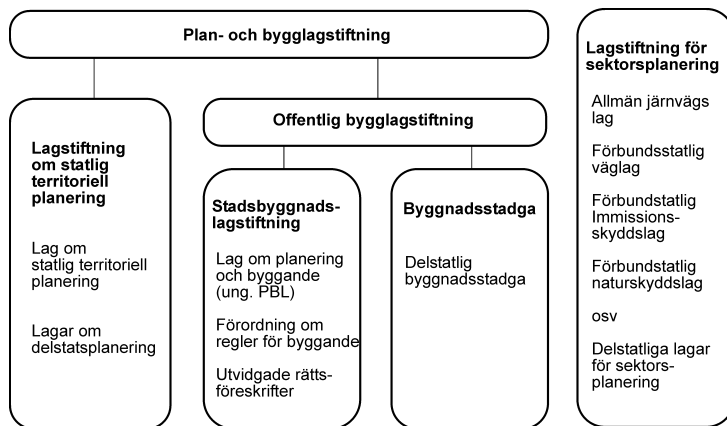 Plan- och bygglagstiftning
Lagstiftning
om statlig
territoriell
planering
Lag om
statlig territoriell
planering
Lagar om
delstatsplanering
Offentlig bygglagstiftning
Stadsbyggnads-
lagstiftning
Lag om planering
och byggande
(ung. PBL)
Förordning om
regler för byggande
Utvidgade rätts-
föreskrifter
Byggnadsstadga
Delstatlig
byggnadsstadga
Lagstiftning för
sektorsplanering
Allmän järnvägs
lag
Förbundsstatlig
väglag
Förbundstatlig
Immissions-
skyddslag
Förbundstatlig
naturskyddslag
osv
Delstatliga lagar
för sektors-
planering